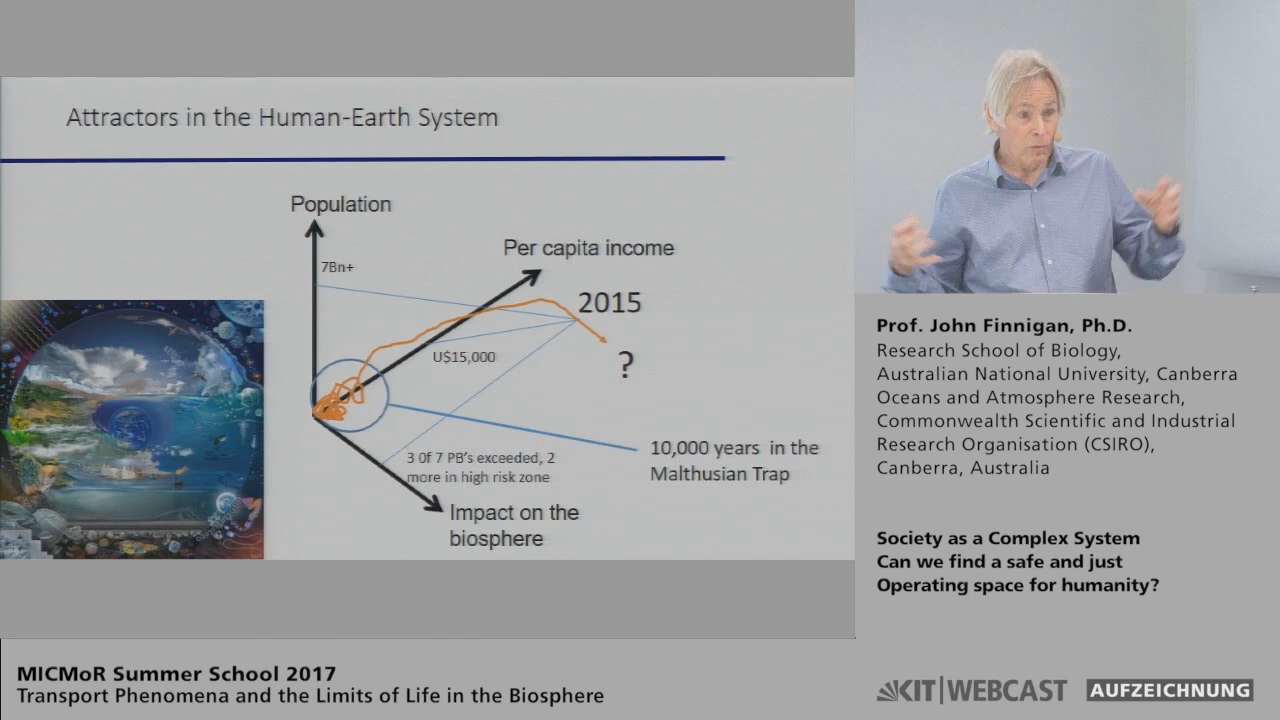 Attractors in the Human-Earth System
Population
Per capita income
7Bn+
2015
U$15,000
?
10,000 years in the
Malthusian Trap
3 Of 7 PB's exceeded, 2
more in high risk zone
Impact on the
biosphere
Prof. John Finnigan, Ph.D.
Research School of Biology,
Australian National University, Canberra
Oceans and Atmosphere Research,
Commonwealth Scientific and Industrial
Research Organisation (CSIRO),
Canberra, Australia
Society as a Complex System
Can we find a safe and just
Operating space for humanity?
MICMoR Summer School 2017
Transport Phenomena and the Limits of Life in the Biosphere
KIT|WEBCAST
AUFZEICHNUNG